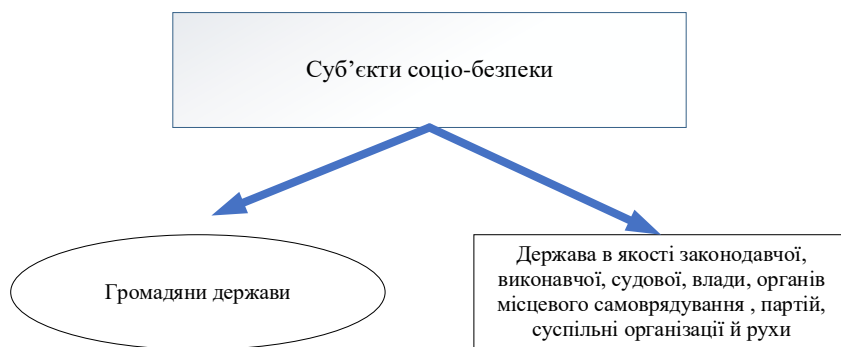 Суб’єкти соціо-безпеки
Громадяни держави
Держава в якості законодавчої,
виконавчої, судової, влади, органів
місцевого самоврядування , партій,
суспільні організації й рухи